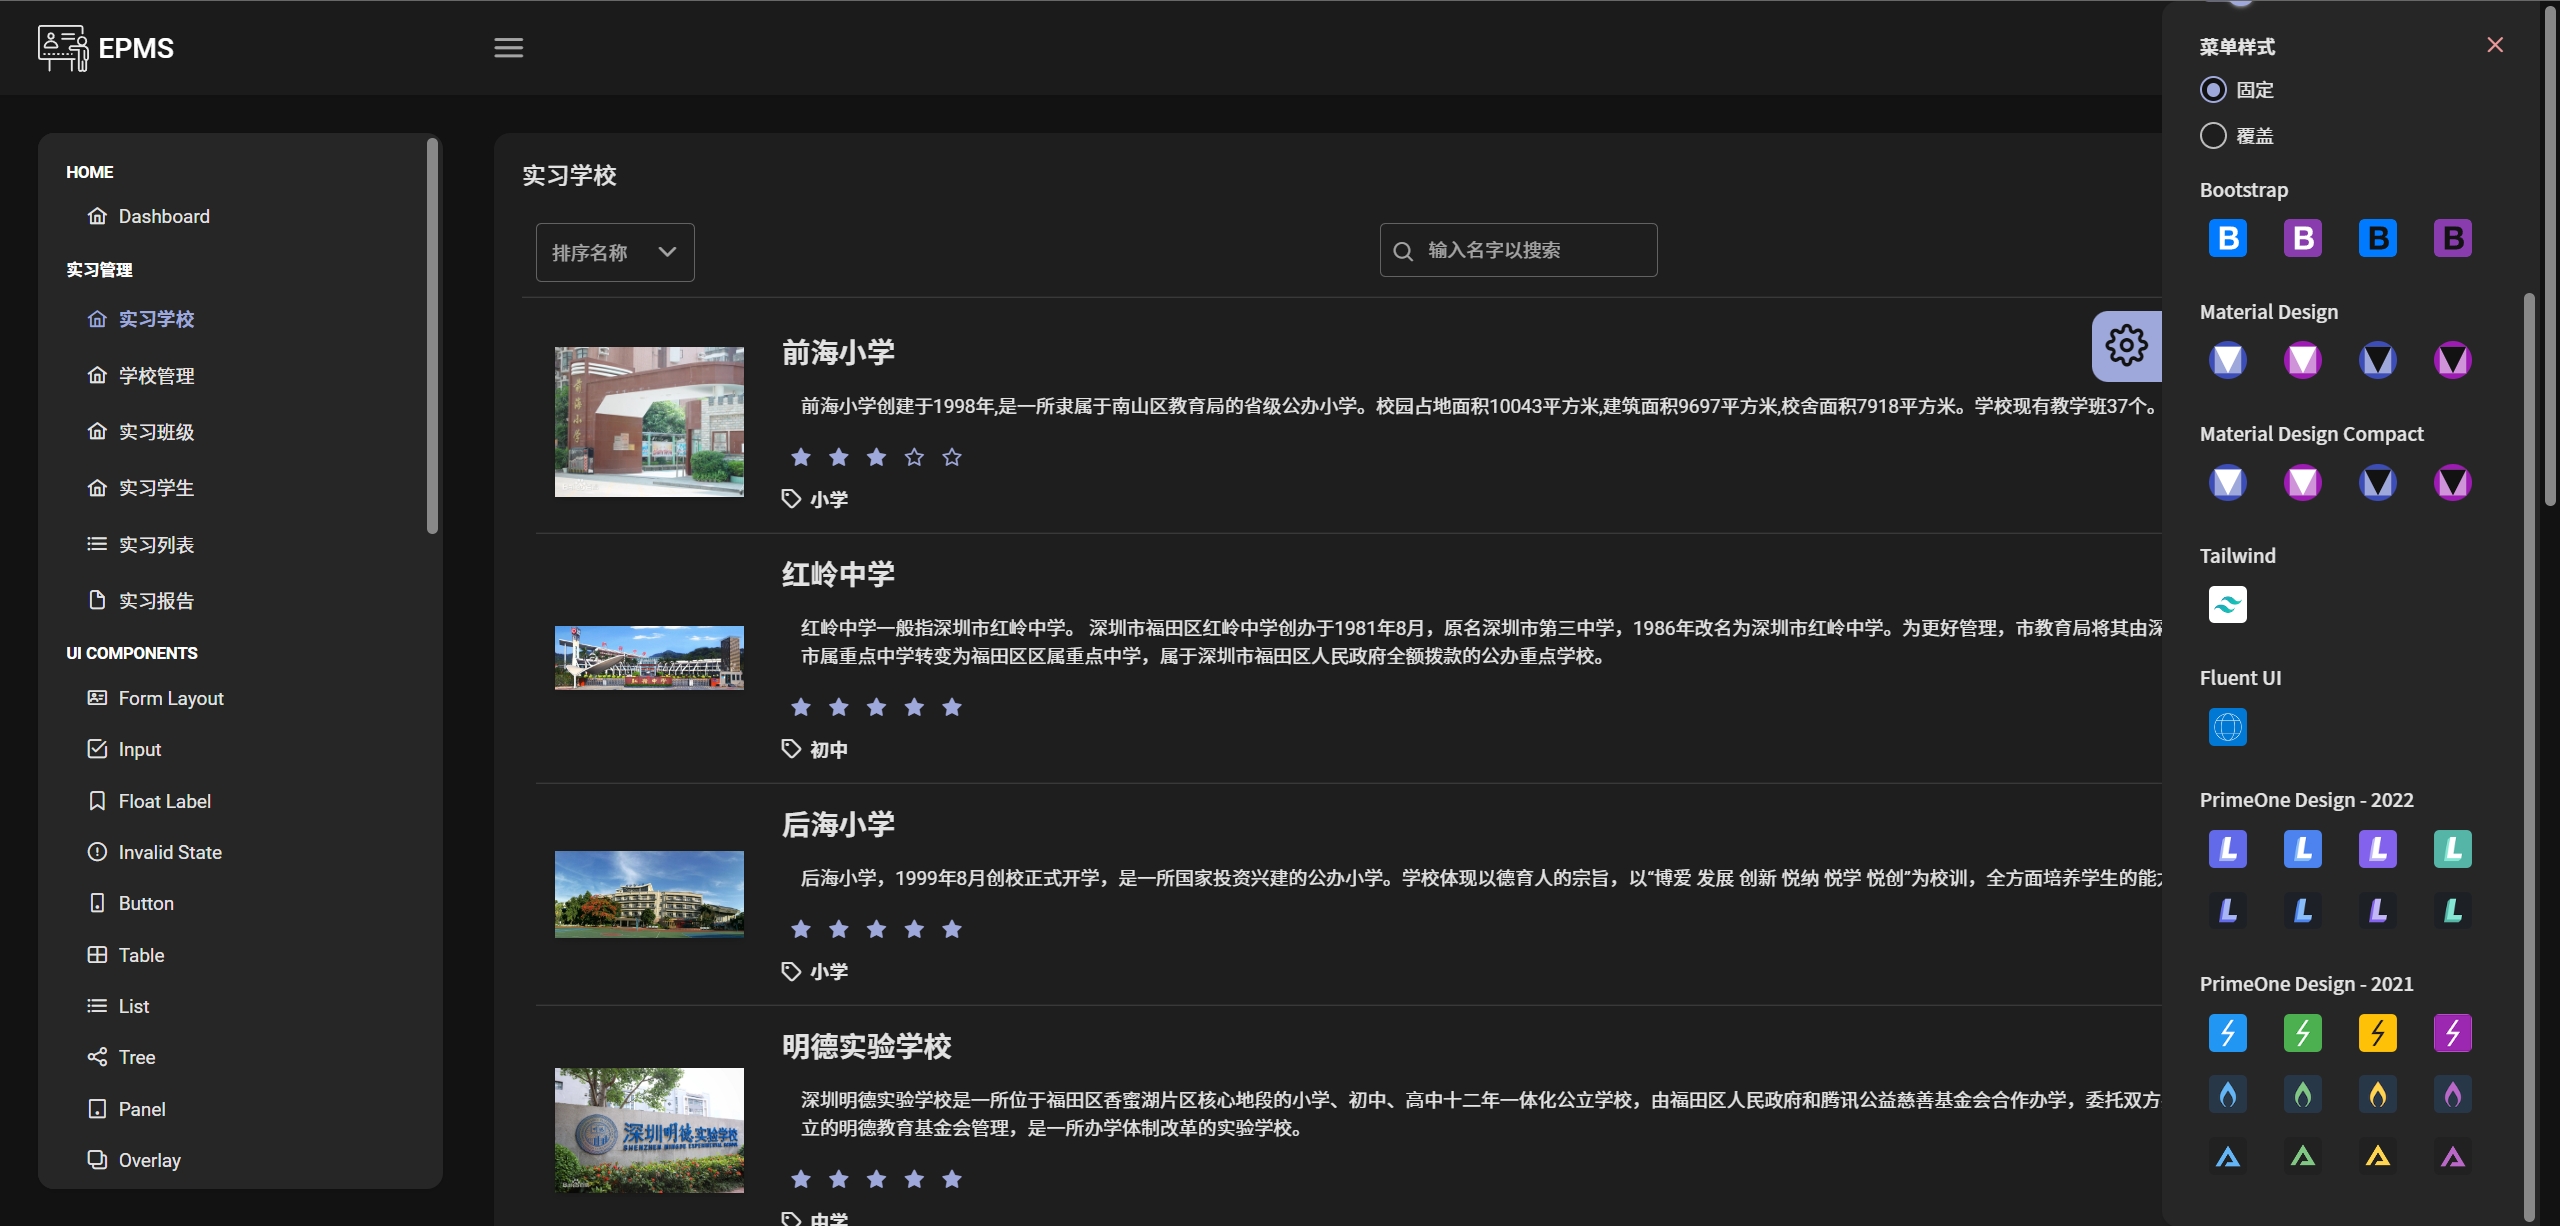 EPMS
HOME
Dashboard
实习管理
实习学校
学校管理
实习班级
实习学生
实习列表
实习报告
UI COMPONENTS
Form Layout
Input
Float Label
Invalid State
Button
Table
List
Tree
Panel
Overlay
实习学校
排序名称
输入名字以搜索
前海小学
前海小学创建于1998年,是一所隶属于南山区教育局的省级公办小学。校园占地面积10043平方米,建筑面积9697平方米,校舍面积7918平方米。学校现有教学班37个。
小学
红岭中学
红岭中学一般指深圳市红岭中学。 深圳市福田区红岭中学创办于1981年8月，原名深圳市第三中学，1986年改名为深圳市红岭中学。为更好管理，市教育局将其由深
市属重点中学转变为福田区区属重点中学，属于深圳市福田区人民政府全额拨款的公办重点学校。
初中
后海小学
后海小学，1999年8月创校正式开学，是一所国家投资兴建的公办小学。学校体现以德育人的宗旨，以“博爱 发展 创新 悦纳 悦学 悦创”为校训，全方面培养学生的能
小学
明德实验学校
深圳明德实验学校
SHENZHEN MINGDE EXPERIMENTAL SCHOOL
深圳明德实验学校是一所位于福田区香蜜湖片区核心地段的小学、初中、高中十二年一体化公立学校，由福田区人民政府和腾讯公益慈善基金会合作办学，委托双方
立的明德教育基金会管理，是一所办学体制改革的实验学校。
中学
菜单样式
固定
覆盖
Bootstrap
B B B B
Material Design
Material Design Compact
Tailwind
Fluent UI
PrimeOne Design - 2022
PrimeOne Design - 2021